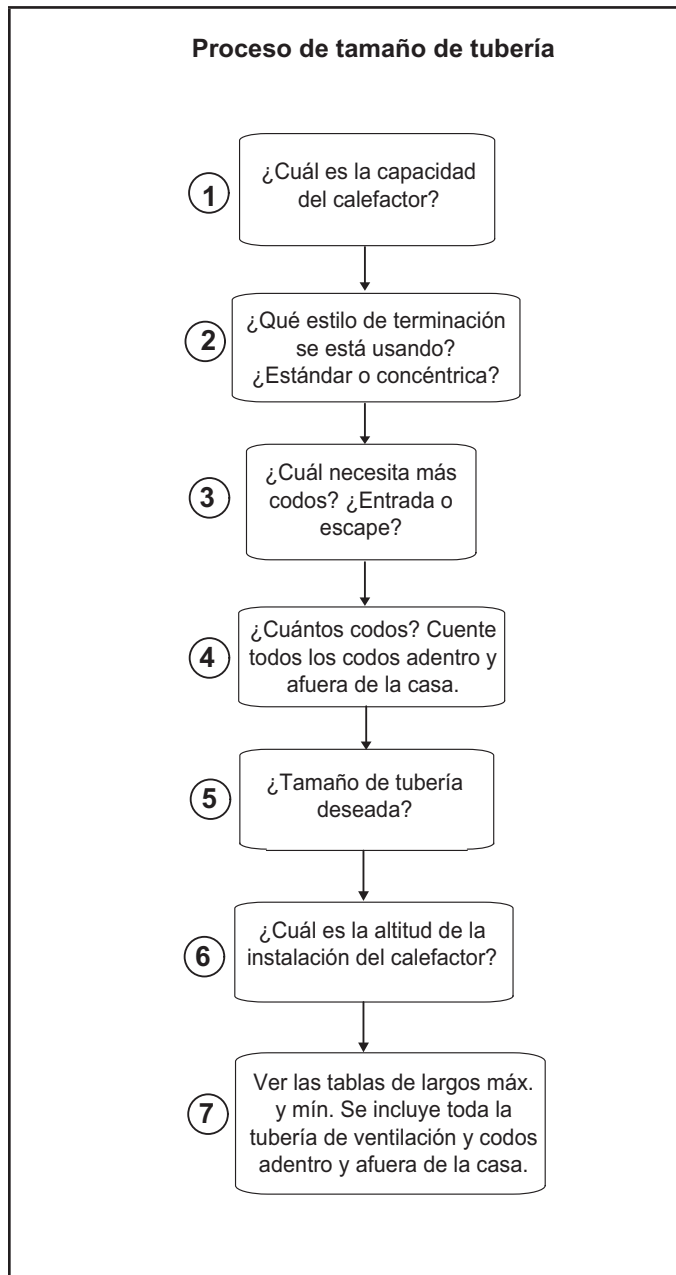 Proceso de tamaño de tubería
1
¿Cuál es la capacidad
del calefactor?
2
¿Qué estilo de terminación
se está usando?
¿Estándar o concéntrica?
3
¿Cuál necesita más
codos? ¿Entrada o
escape?
4
¿Cuántos codos? Cuente
todos los codos adentro y
afuera de la casa.
5
¿Tamaño de tubería
deseada?
6
¿Cuál es la altitud de la
instalación del calefactor?
7
Ver las tablas de largos máx.
y mín. Se incluye toda la
tubería de ventilación y codos
adentro y afuera de la casa.